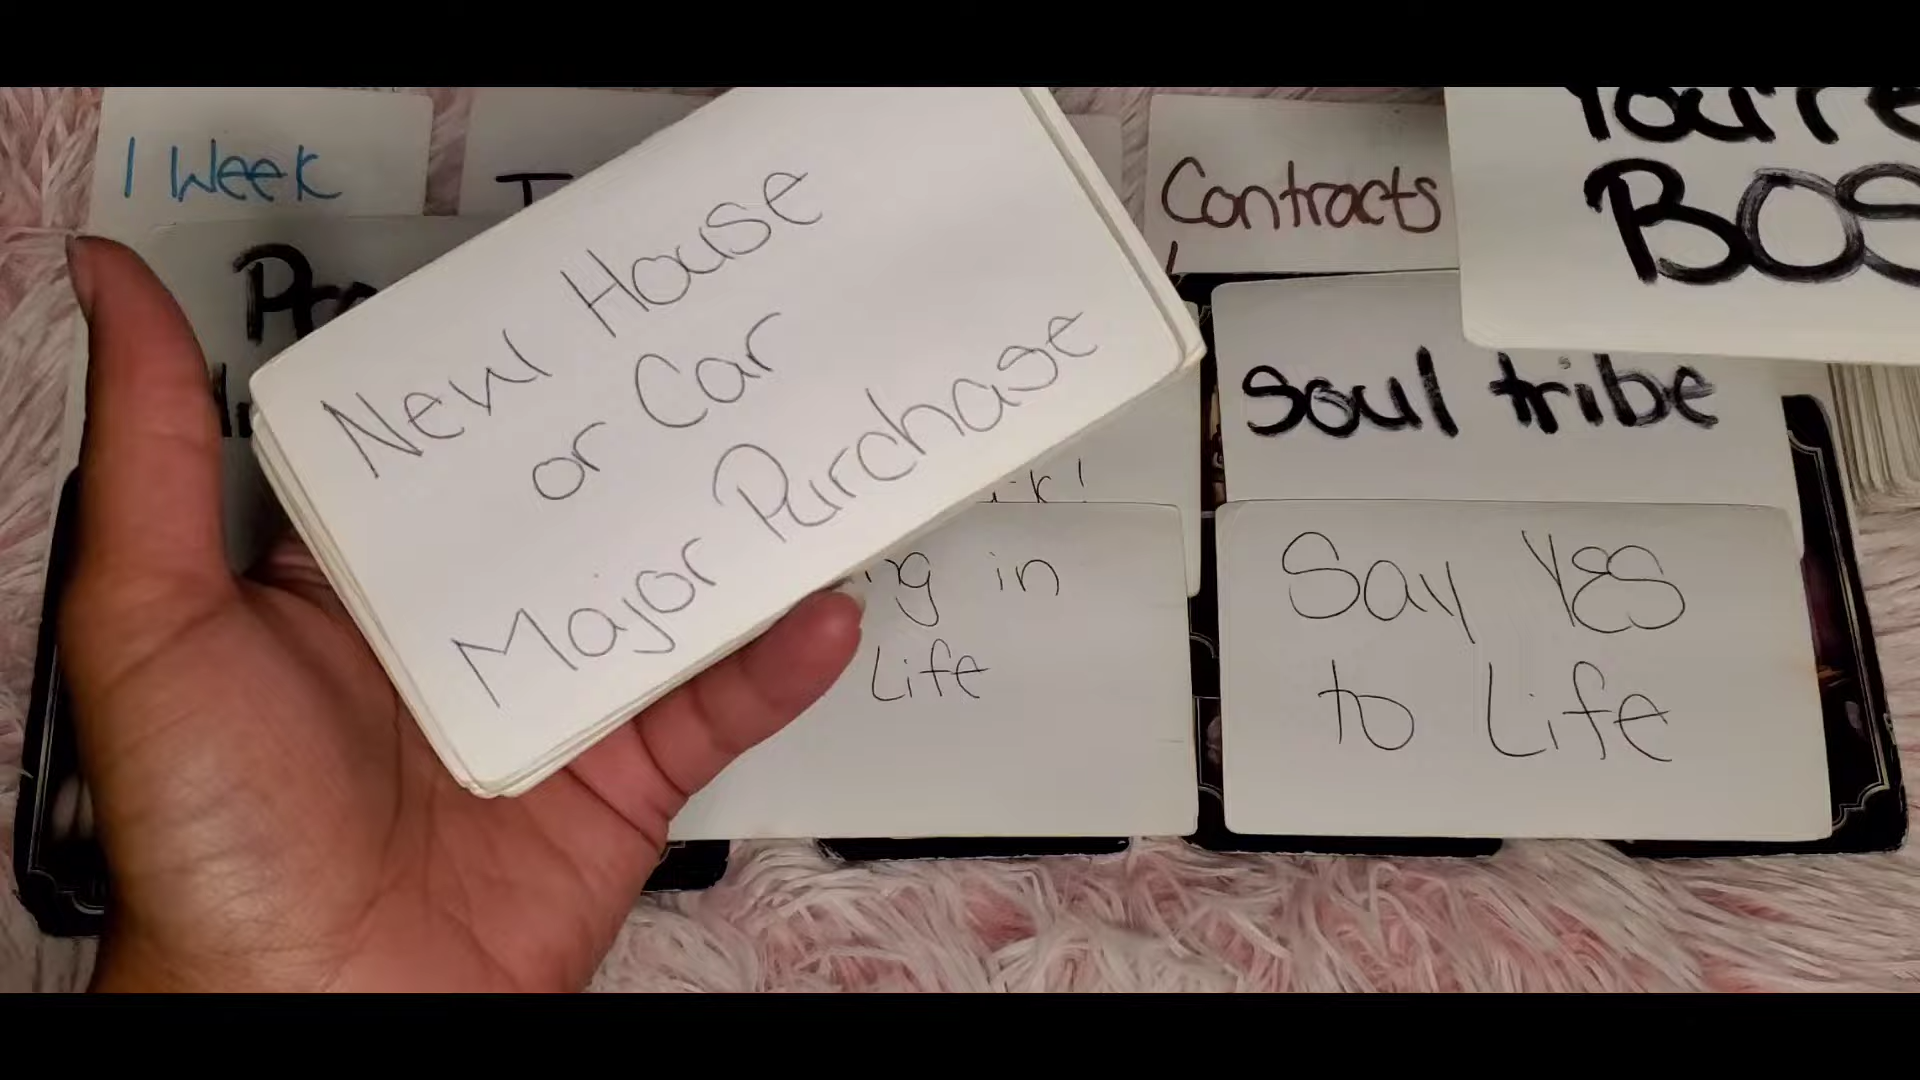 1 Week
Contracts
You're
New House
or Car
Major Purchase
soul tribe
in
Life
Say YES
to Life